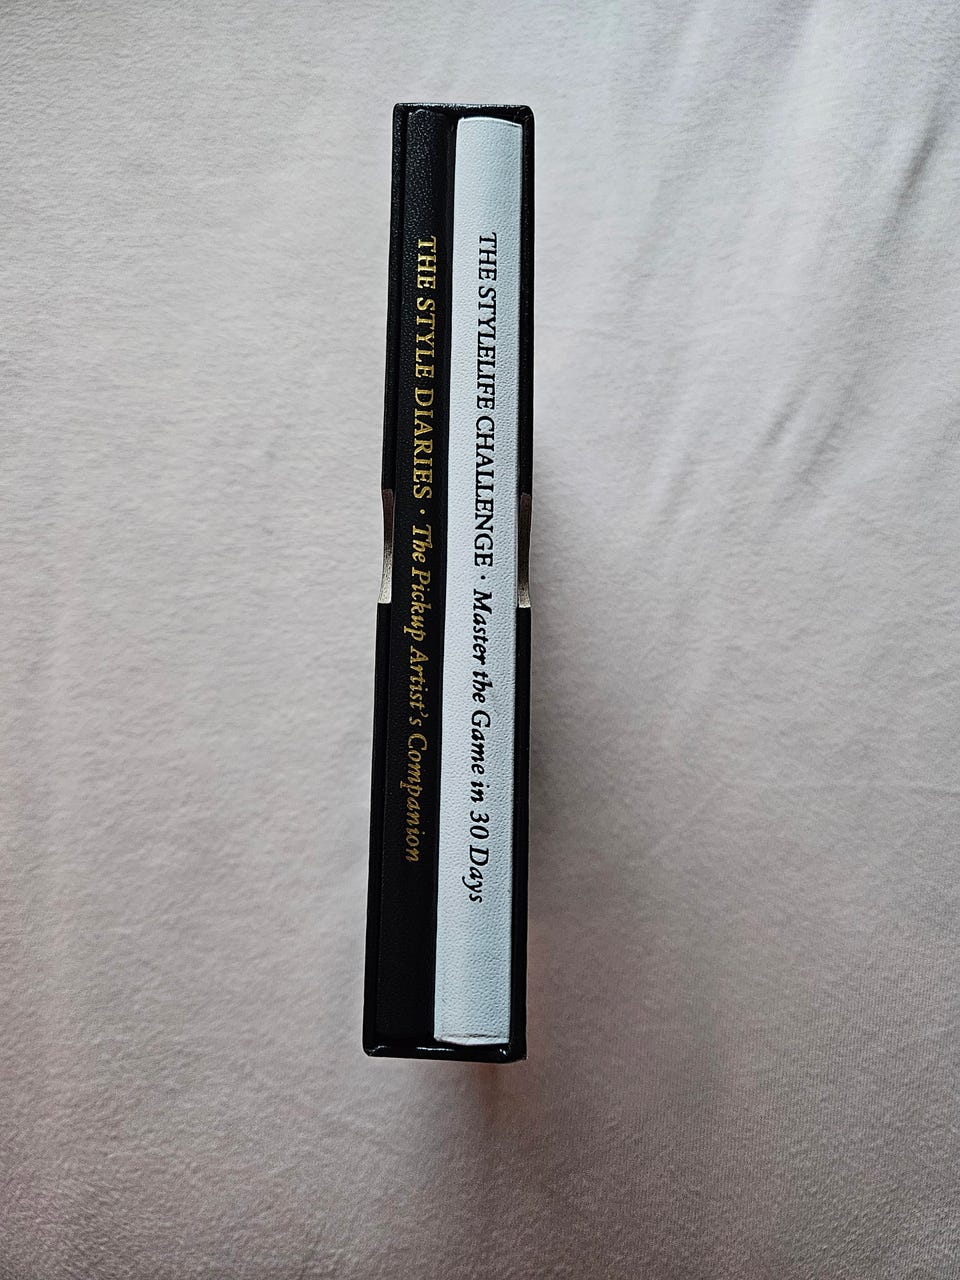 THE STYLE DIARIES · The Pickup Artist's Companion
THE STYLELIFE CHALLENGE · Master the Game in 30 Days